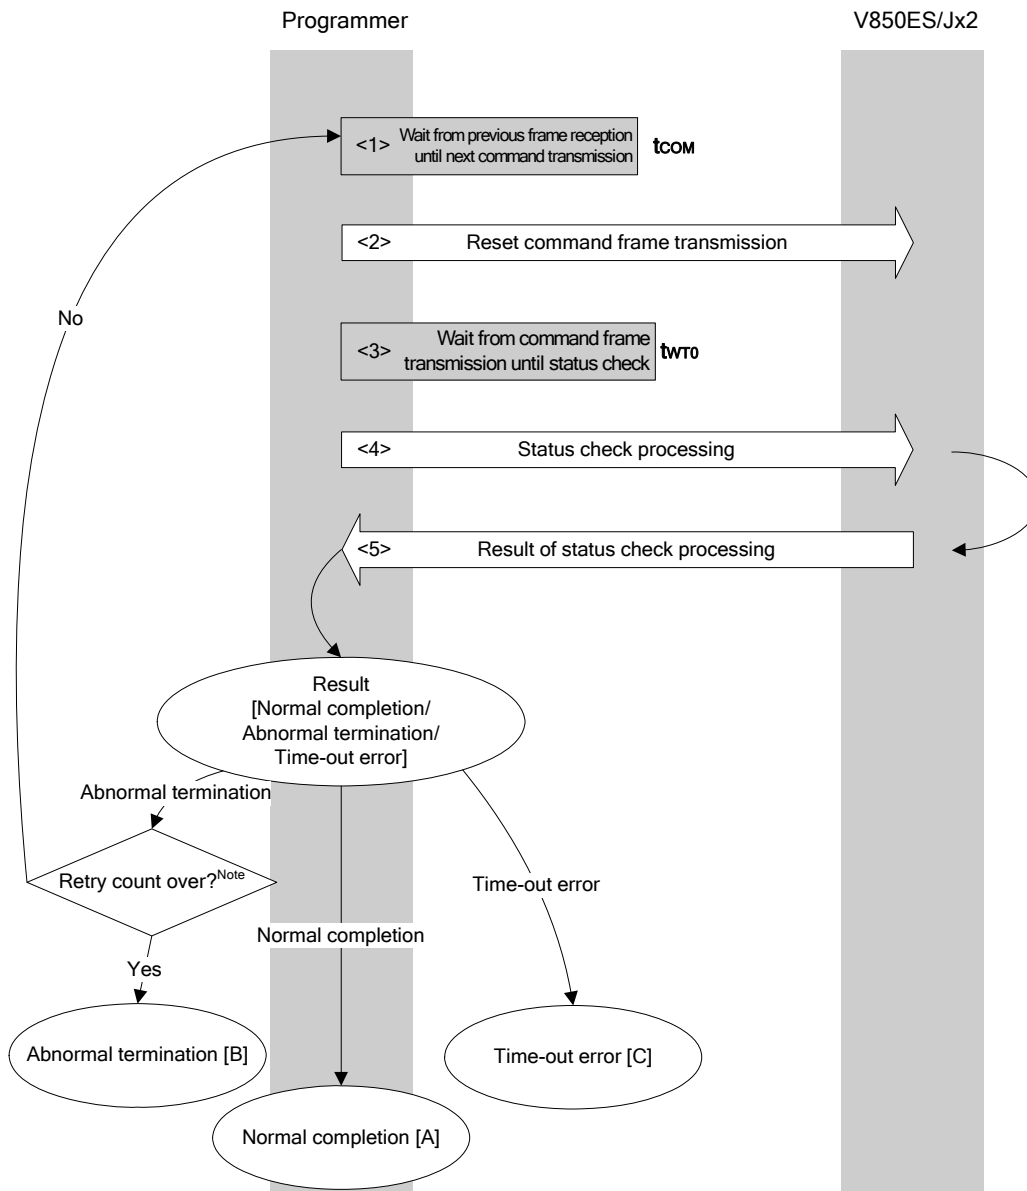 Programmer
V850ES/Jx2
<1> Wait from previous frame reception
until next command transmission
tCOM
<2> Reset command frame transmission
<3> Wait from command frame
transmission until status check
tWT0
<4> Status check processing
<5> Result of status check processing
No
Result
[Normal completion/
Abnormal termination/
Time-out error]
Abnormal termination
Retry count over?Note
Time-out error
Normal completion
Yes
Abnormal termination [B]
Time-out error [C]
Normal completion [A]